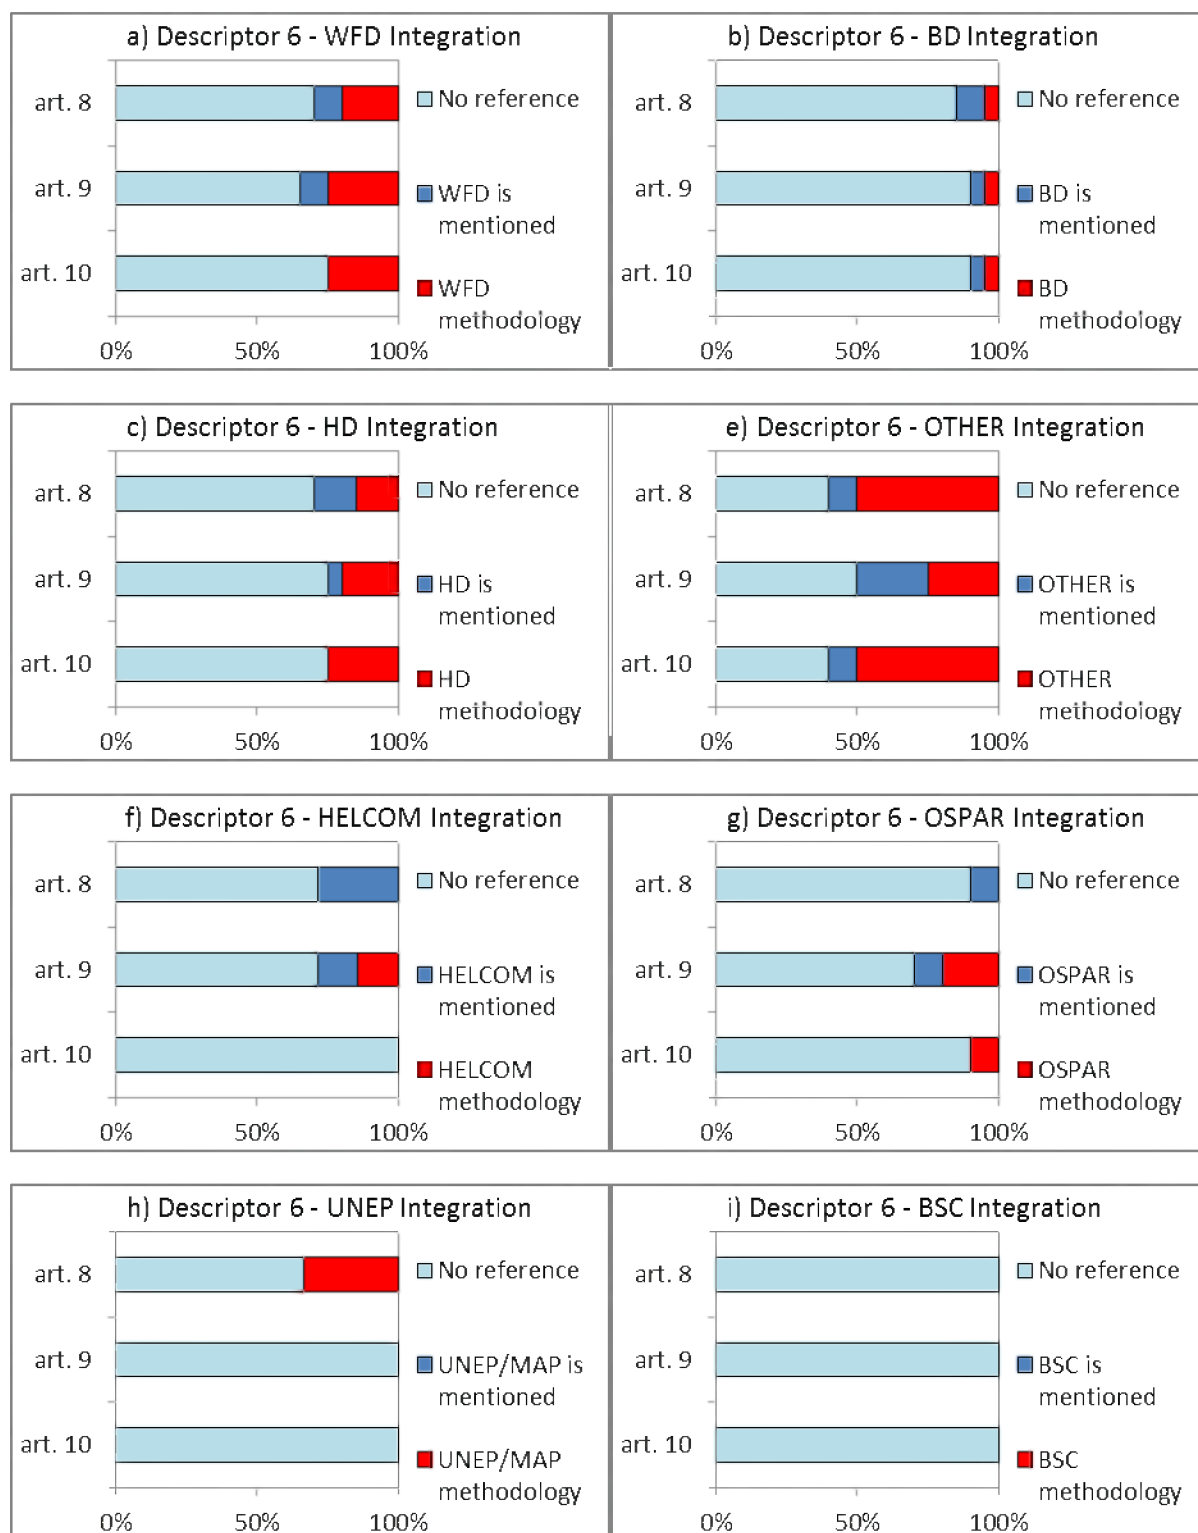 a) Descriptor 6 - WFD Integration
art. 8
No reference
art. 9
WFD is
mentioned
art. 10
WFD
methodology
0% 50% 100%
b) Descriptor 6 - BD Integration
art. 8
No reference
art. 9
BD is
mentioned
art. 10
BD
methodology
0% 50% 100%
c) Descriptor 6 - HD Integration
art. 8
No reference
art. 9
HD is
mentioned
art. 10
HD
methodology
0% 50% 100%
e) Descriptor 6 - OTHER Integration
art. 8
No reference
art. 9
OTHER is
mentioned
art. 10
OTHER
methodology
0% 50% 100%
f) Descriptor 6 - HELCOM Integration
art. 8
No reference
art. 9
HELCOM is
mentioned
art. 10
HELCOM
methodology
0% 50% 100%
g) Descriptor 6 - OSPAR Integration
art. 8
No reference
art. 9
OSPAR is
mentioned
art. 10
OSPAR
methodology
0% 50% 100%
h) Descriptor 6 - UNEP Integration
art. 8
No reference
art. 9
UNEP/MAP is
mentioned
art. 10
UNEP/MAP
methodology
0% 50% 100%
i) Descriptor 6 - BSC Integration
art. 8
No reference
art. 9
BSC is
mentioned
art. 10
BSC
methodology
0% 50% 100%